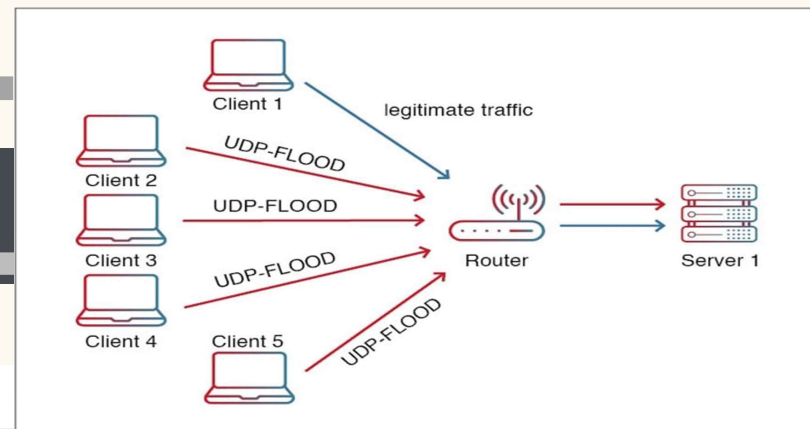 Client 1
legitimate traffic
UDP-FLOOD
Client 2
UDP-FLOOD
Client 3
Router
Server 1
UDP-FLOOD
Client 4
Client 5
UDP-FLOOD